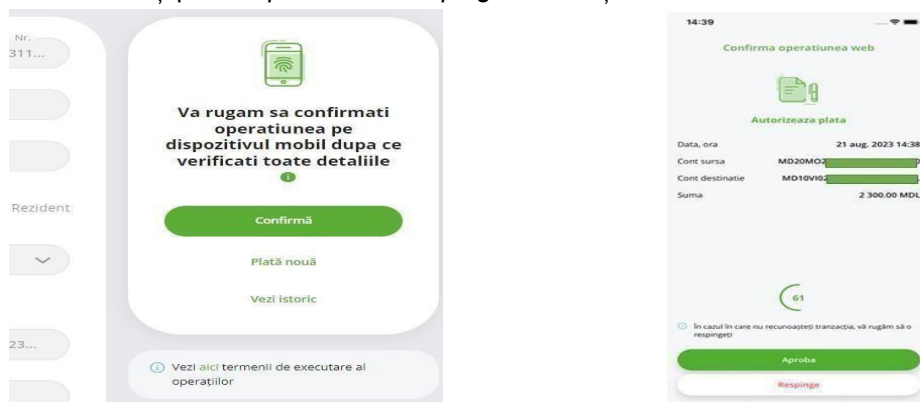 Nr.
311...
Rezident
23...
Va rugam sa confirmati
operatiunea pe
dispozitivul mobil dupa ce
verificati toate detaliile
Confirmă
Plată nouă
Vezi istoric
Vezi aici termenii de executare al
operațiilor
14:39
Confirma operatiunea web
Autorizeaza plata
Data, ora 21 aug. 2023 14:38
Cont sursa MD20MO2
Cont destinatie MD10VI02
Suma 2 300.00 MDL
61
În cazul în care nu recunoașteți tranzacția, vă rugăm să o
respingeți
Aproba
Respinge